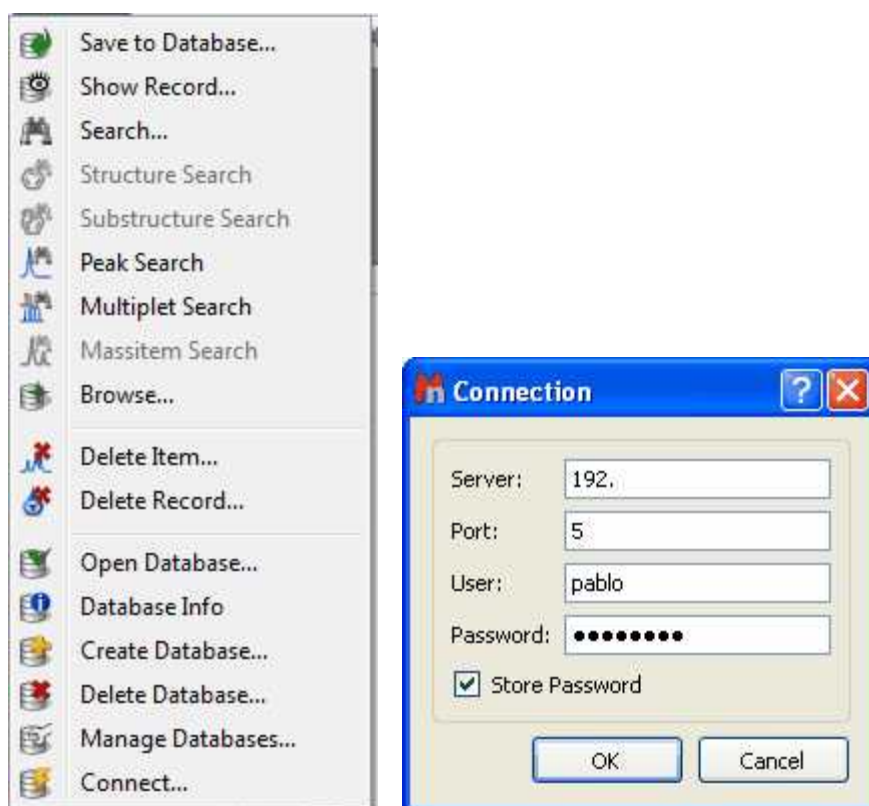 Save to Database...
Show Record...
Search...
Structure Search
Substructure Search
Peak Search
Multiplet Search
Massitem Search
Browse...
Delete Item...
Delete Record...
Open Database...
Database Info
Create Database...
Delete Database...
Manage Databases...
Connect...
Connection
Server: 192.
Port: 5
User: pablo
Password: ●●●●●●●●
Store Password
OK Cancel